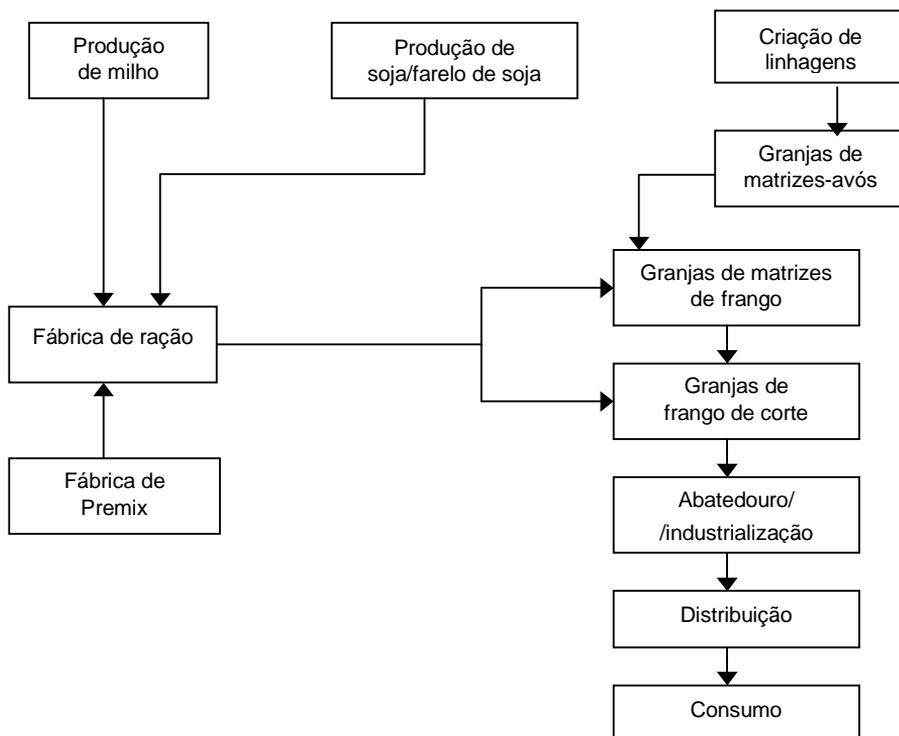 Produção
de milho
Produção de
soja/farelo de soja
Criação de
linhagens
Granjas de
matrizes-avós
Granjas de matrizes
de frango
Fábrica de ração
Granjas de
frango de corte
Fábrica de
Premix
Abatedouro/
/industrialização
Distribuição
Consumo